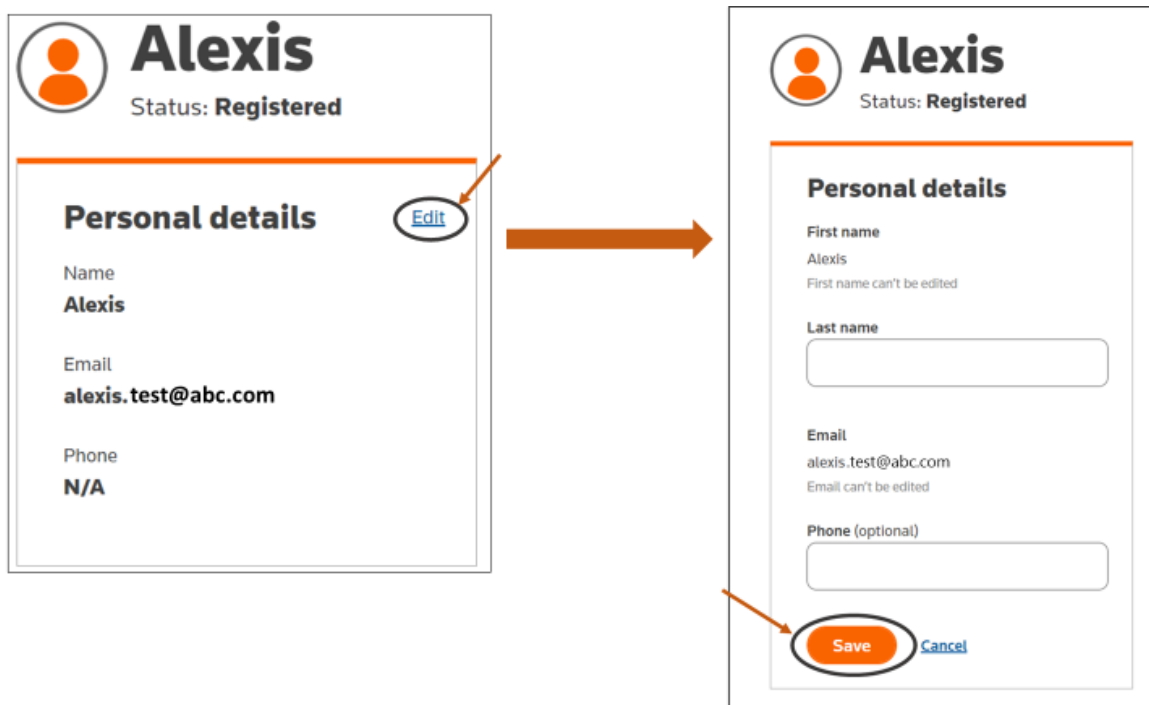 Alexis
Status: Registered
Personal details
Edit
Name
Alexis
Email
alexis.test@abc.com
Phone
N/A
Alexis
Status: Registered
Personal details
First name
Alexis
First name can't be edited
Last name
Email
alexis.test@abc.com
Email can't be edited
Phone (optional)
Save
Cancel